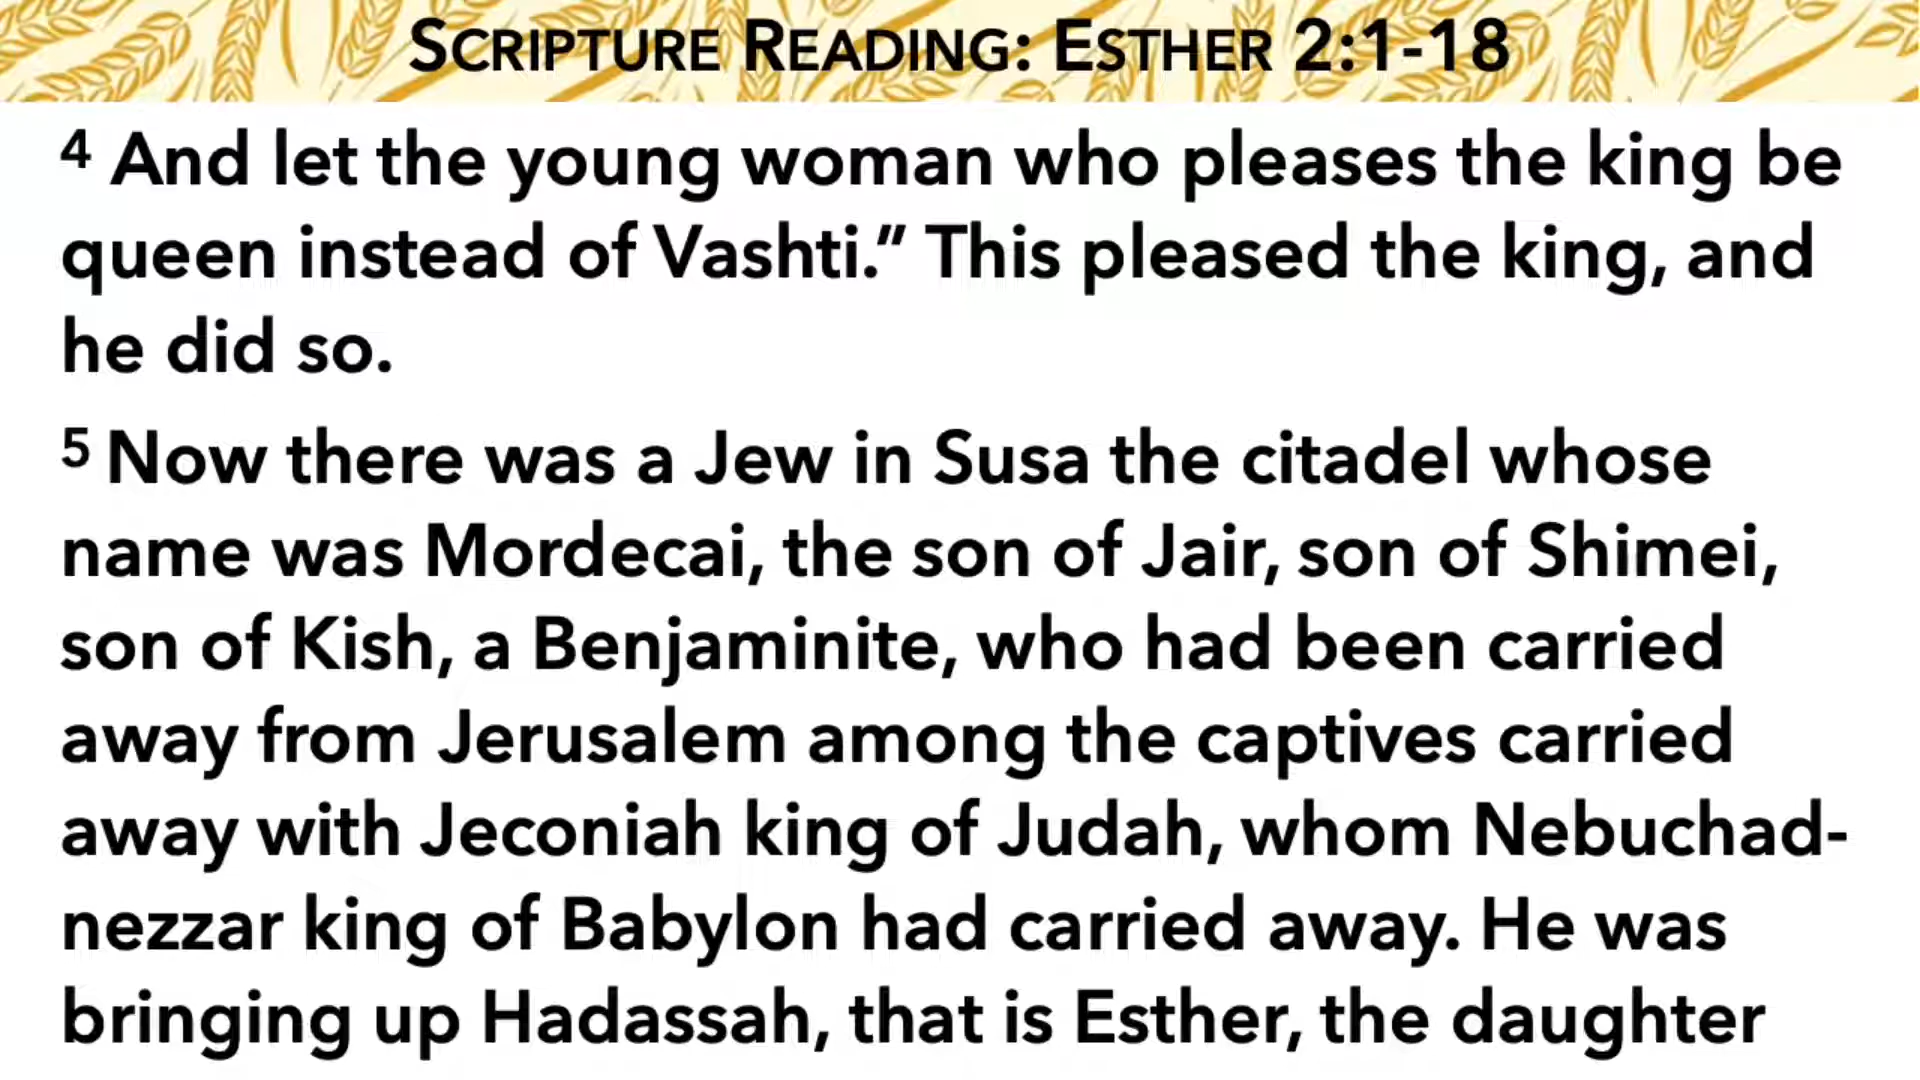 SCRIPTURE READING: ESTHER 2:1-18
4 And let the young woman who pleases the king be
queen instead of Vashti.” This pleased the king, and
he did so.
5 Now there was a Jew in Susa the citadel whose
name was Mordecai, the son of Jair, son of Shimei,
son of Kish, a Benjaminite, who had been carried
away from Jerusalem among the captives carried
away with Jeconiah king of Judah, whom Nebuchad-
nezzar king of Babylon had carried away. He was
bringing up Hadassah, that is Esther, the daughter